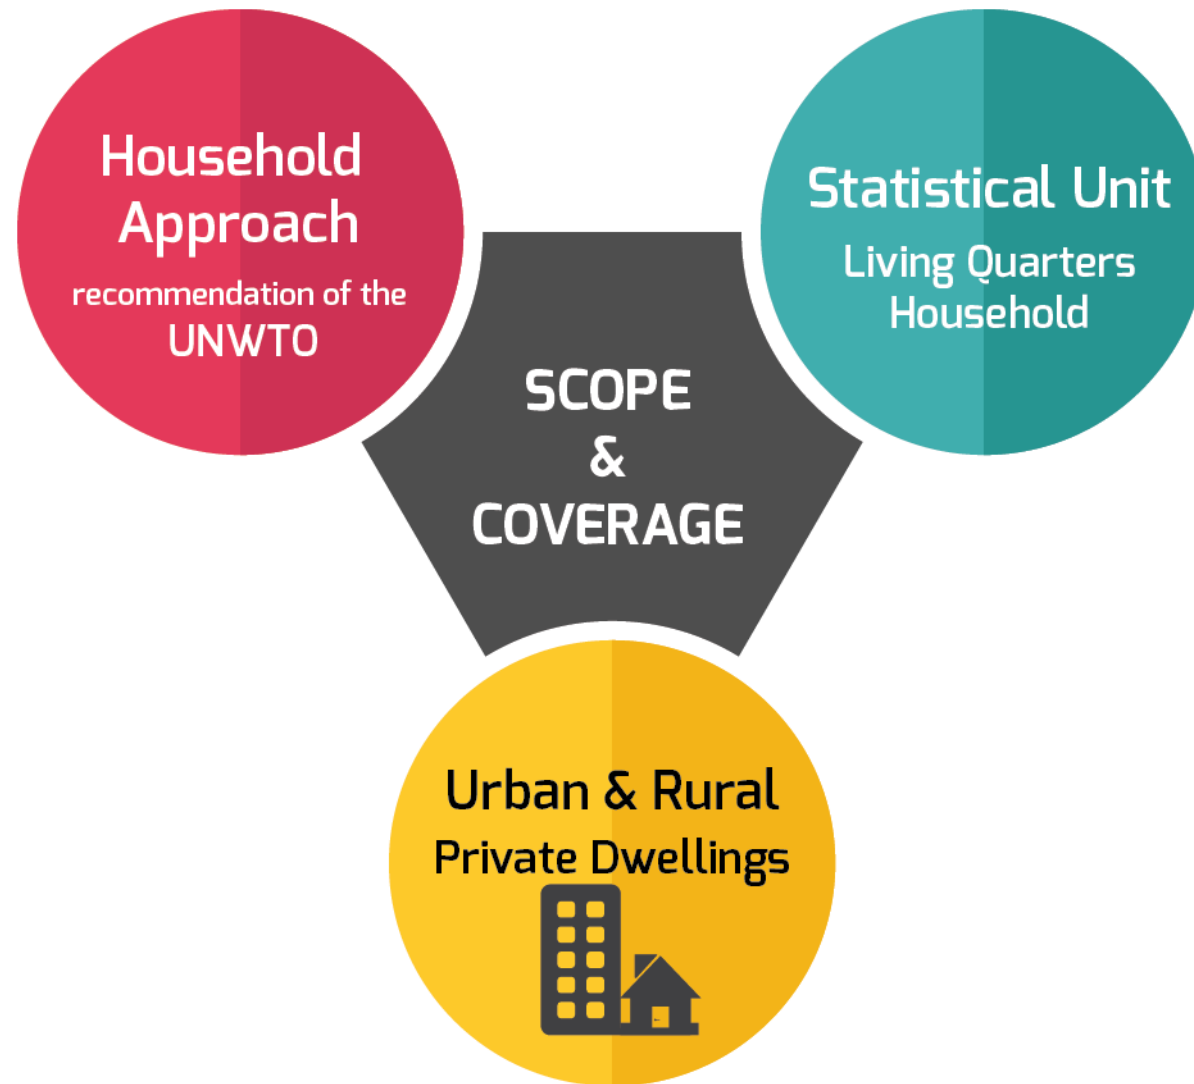 Household
Approach
recommendation of the
UNWTO
Statistical Unit
Living Quarters
Household
SCOPE
&
COVERAGE
Urban & Rural
Private Dwellings